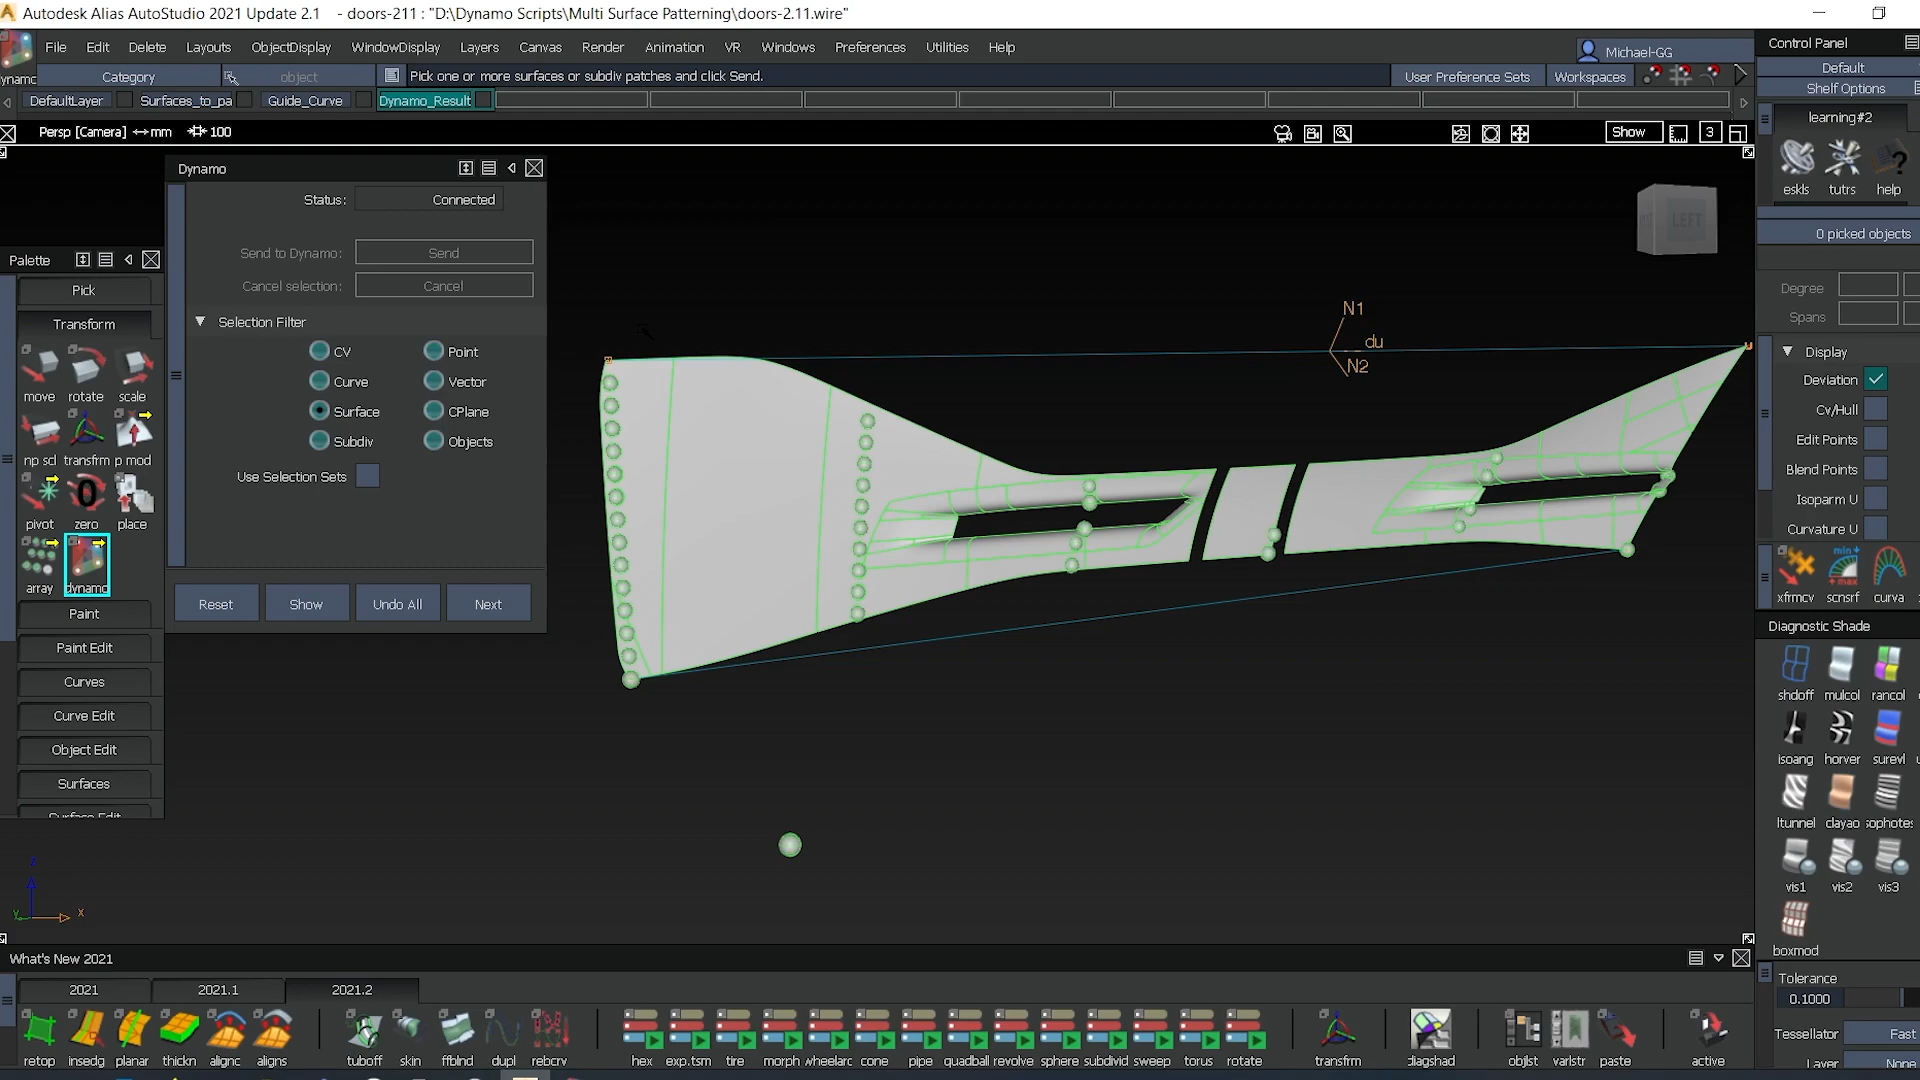 Autodesk Alias AutoStudio 2021 Update 2.1 - doors-211 : "D:\Dynamo Scripts\Multi Surface Patterning\doors-2.11.wire"
File Edit Delete Layouts ObjectDisplay WindowDisplay Layers Canvas Render Animation VR Windows Preferences Utilities Help
Michael-GG
Category object Pick one or more surfaces or subdiv patches and click Send. User Preference Sets Workspaces
DefaultLayer Surfaces_to_pa Guide_Curve Dynamo_Result
Persp [Camera] mm 100
Show 3
Dynamo
Status: Connected
Send to Dynamo: Send
Cancel selection: Cancel
Selection Filter
CV Point
Curve Vector
Surface CPlane
Subdiv Objects
Use Selection Sets
Reset Show Undo All Next
Palette
Pick
Transform
move rotate scale
np scl transfrm p mod
pivot zero place
array dynamo
Paint
Paint Edit
Curves
Curve Edit
Object Edit
Surfaces
Surface Edit
N1
du
N2
LEFT
Z
Y X
Control Panel
Default
Shelf Options
learning#2
eskls tutrs help
0 picked objects
Degree
Spans
Display
Deviation
Cv/Hull
Edit Points
Blend Points
Isoparm U
Curvature U
xfrmcv scnsrf curva
Diagnostic Shade
shdoff mulcol rancol
isoang horver surevl
ltunnel clayao sophotes
vis1 vis2 vis3
boxmod
Tolerance
0.1000
Tessellator Fast
Layer None
What's New 2021
2021 2021.1 2021.2
retop insedg planar thickn alignc aligns tuboff skin ffblnd dupl rebcrv hex exp.tsm tire morph wheelarc cone pipe quadball revolve sphere subdivid sweep torus rotate transfrm diagshad objlst varlstr paste active